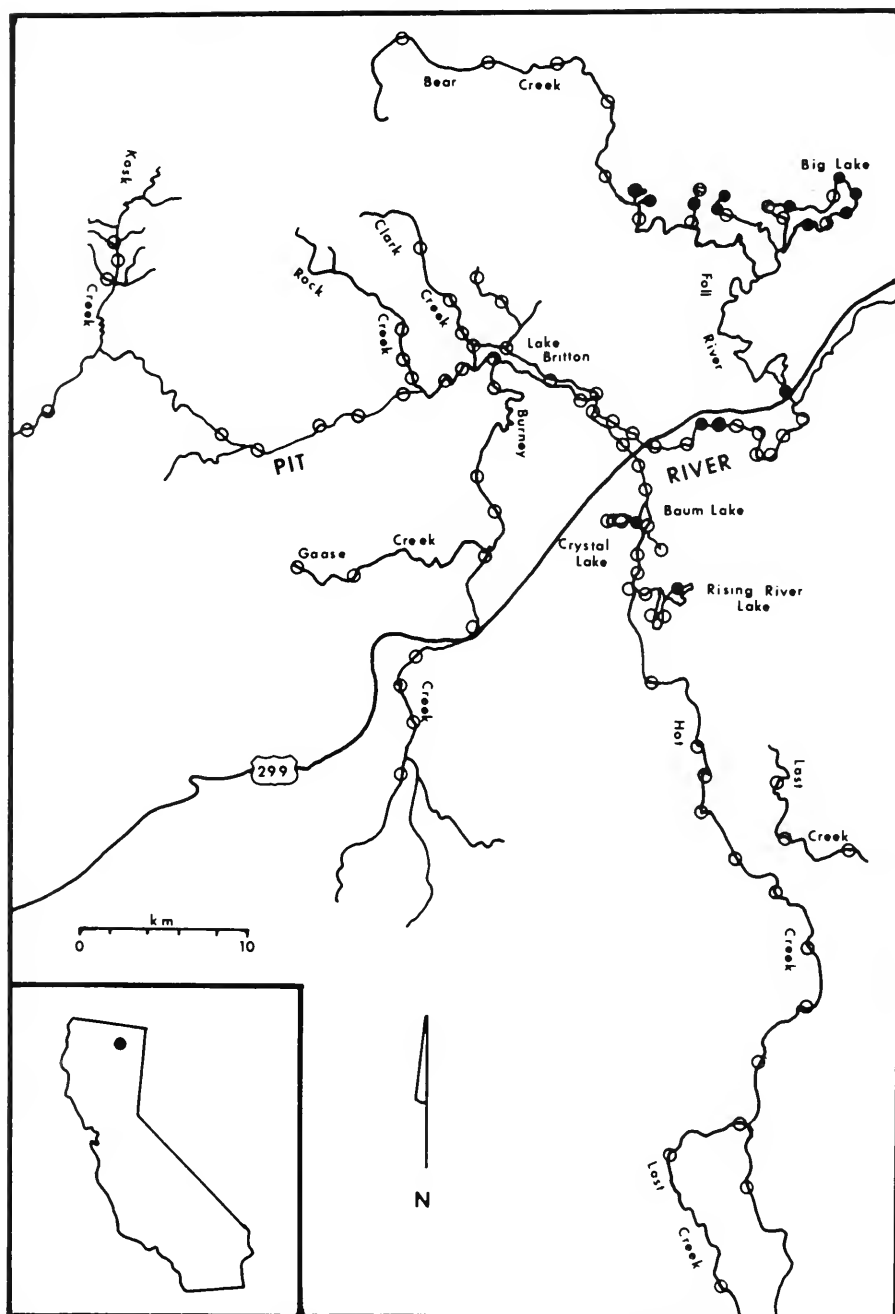 Bear Creek
Big Lake
Kosk
Creek
Clark
Creek
Rock
Creek
Fall
River
Lake
Britton
Burney
PIT
RIVER
Baum Lake
Crystal
Lake
Goose Creek
Rising River
Lake
Creek
Hat
Lost
Creek
299
km
0 10
Creek
N
Lost
Creek